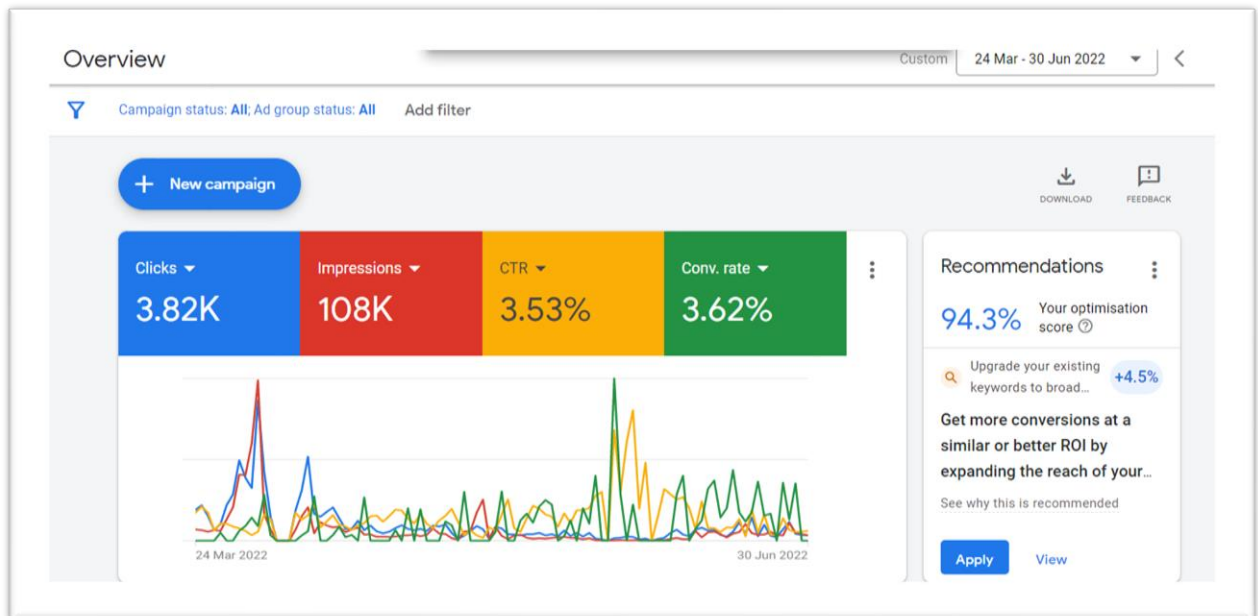 Overview
Custom 24 Mar - 30 Jun 2022
Campaign status: All; Ad group status: All Add filter
+ New campaign
DOWNLOAD FEEDBACK
Clicks Impressions CTR Conv. rate
3.82K 108K 3.53% 3.62%
24 Mar 2022 30 Jun 2022
Recommendations
94.3% Your optimisation
score
Upgrade your existing
keywords to broad... +4.5%
Get more conversions at a
similar or better ROI by
expanding the reach of your...
See why this is recommended
Apply View